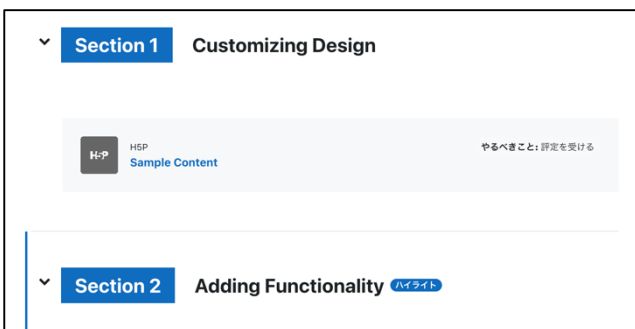 Section 1 Customizing Design
H5P
H5P
やるべきこと: 評定を受ける
Sample Content
Section 2 Adding Functionality ハイライト